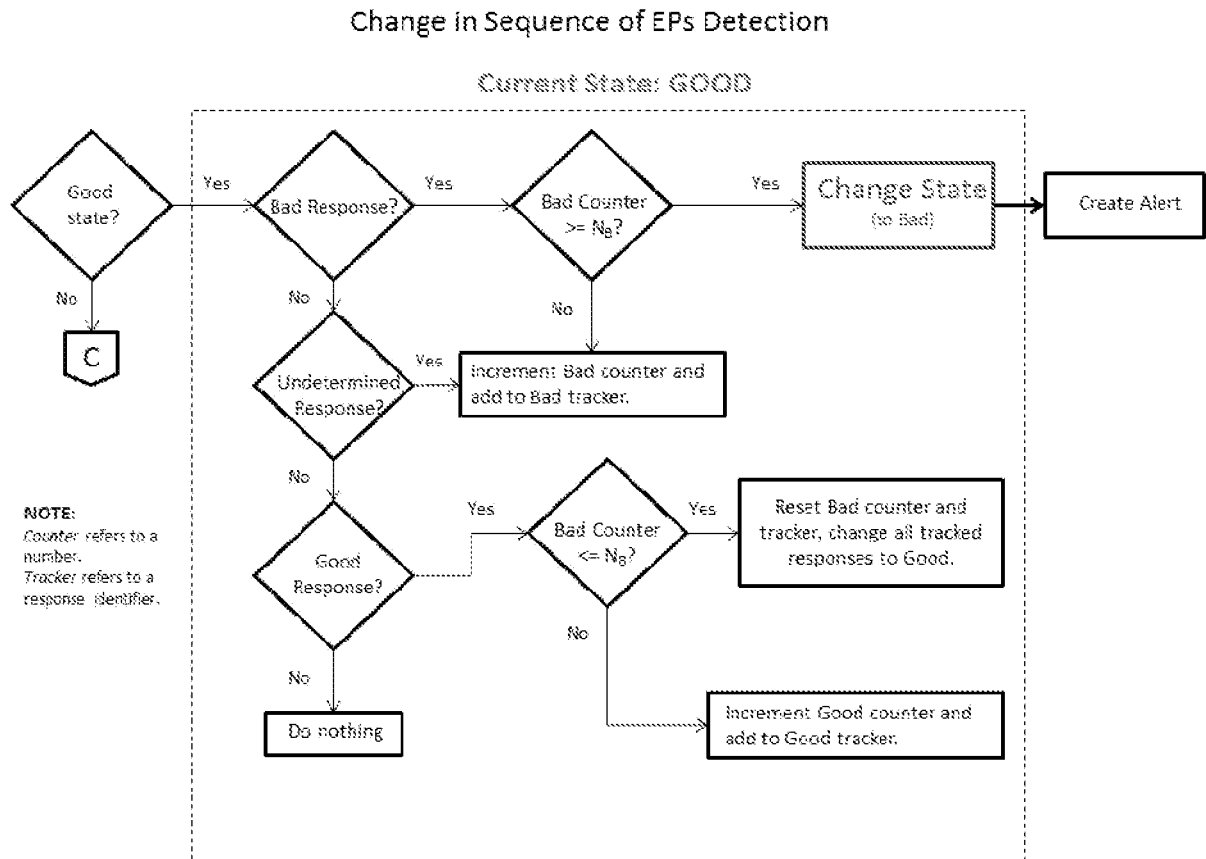 Change in Sequence of EPs Detection
Current State: GOOD
Good
state?
Yes
No
C
Bad Response?
Yes
No
Bad Counter
>= N_B?
Yes
No
Change State
(to Bad)
Create Alert
Undetermined
Response?
Yes
No
Increment Bad counter and
add to Bad tracker.
Good
Response?
Yes
No
Bad Counter
<= N_B?
Yes
No
Reset Bad counter and
tracker, change all tracked
responses to Good.
Increment Good counter and
add to Good tracker.
Do nothing
NOTE:
Counter refers to a
number.
Tracker refers to a
response identifier.